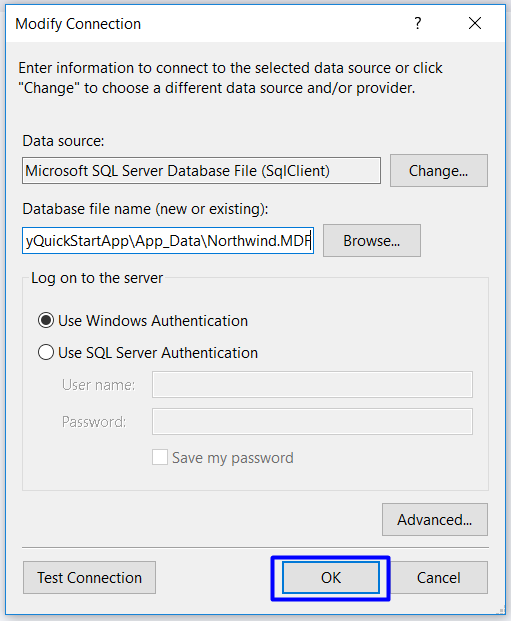 Modify Connection ?
Enter information to connect to the selected data source or click
"Change" to choose a different data source and/or provider.
Data source:
Microsoft SQL Server Database File (SqlClient) Change...
Database file name (new or existing):
yQuickStartApp\App_Data\Northwind.MDF Browse...
Log on to the server
Use Windows Authentication
Use SQL Server Authentication
User name:
Password:
Save my password
Advanced...
Test Connection OK Cancel